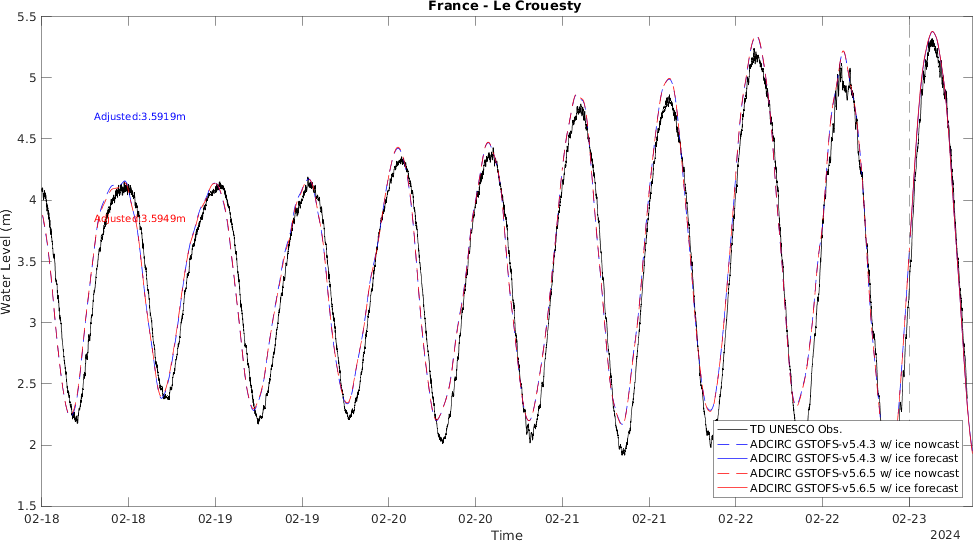 France - Le Crouesty
5.5
5
4.5
4
3.5
3
2.5
2
1.5
Water Level (m)
Adjusted:3.5919m
Adjusted:3.5949m
TD UNESCO Obs.
ADCIRC GSTOFS-v5.4.3 w/ ice nowcast
ADCIRC GSTOFS-v5.4.3 w/ ice forecast
ADCIRC GSTOFS-v5.6.5 w/ ice nowcast
ADCIRC GSTOFS-v5.6.5 w/ ice forecast
02-18 02-18 02-19 02-19 02-20 02-20 02-21 02-21 02-22 02-22 02-23
Time
2024